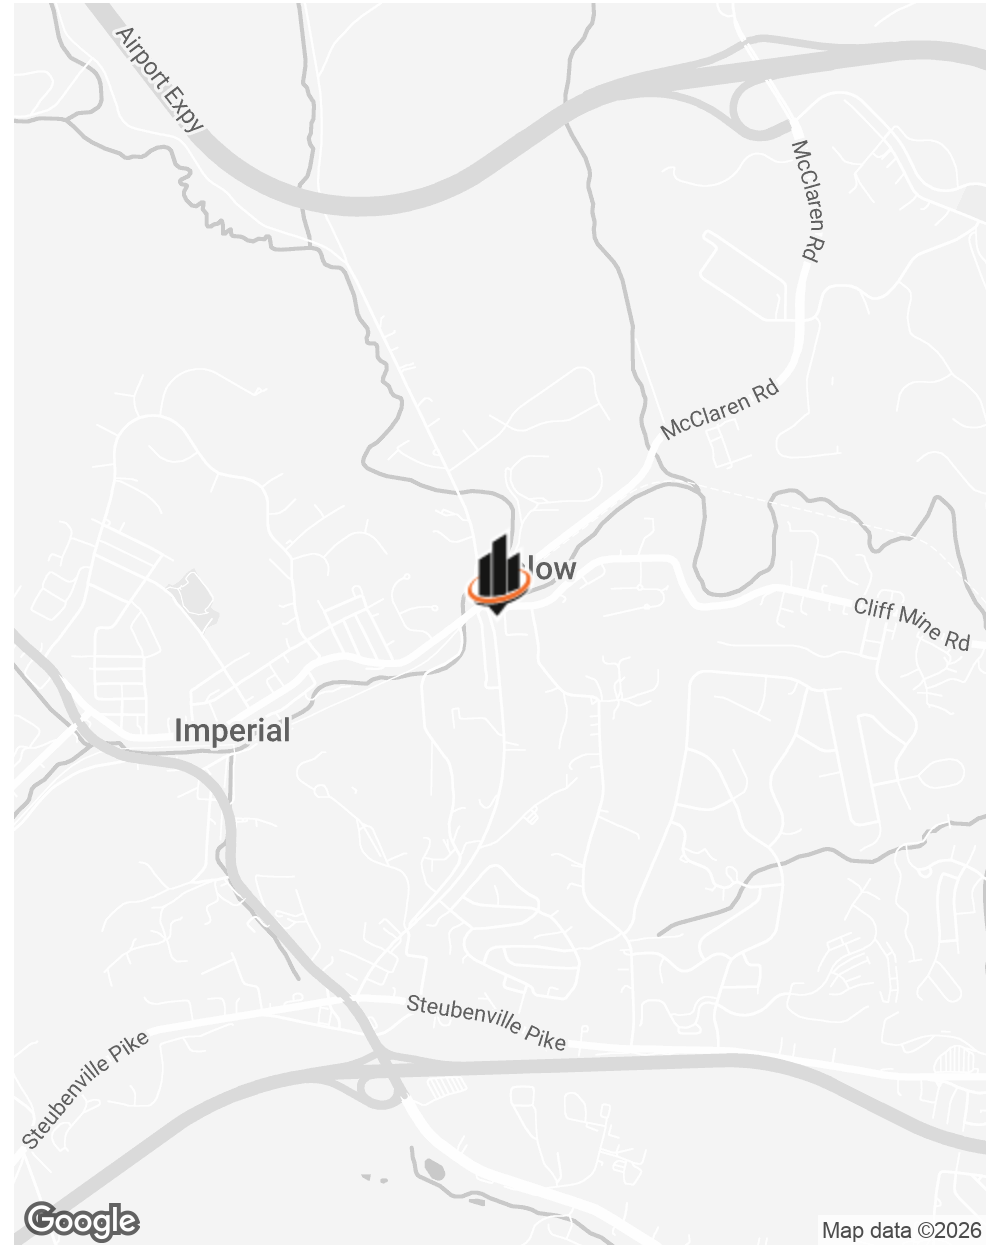 Airport Expy
McClaren Rd
McClaren Rd
low
Cliff Mine Rd
Imperial
Steubenville Pike
Steubenville Pike
Google
Map data ©2026